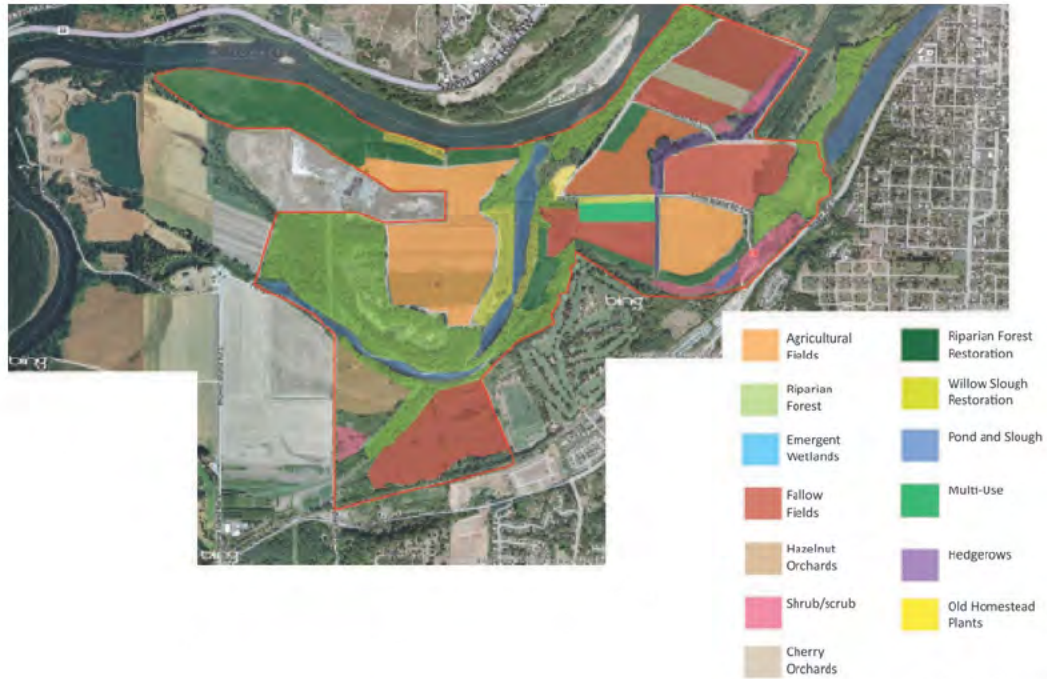 bing
bing
bing
Agricultural
Fields
Riparian
Forest
Emergent
Wetlands
Fallow
Fields
Hazelnut
Orchards
Shrub/scrub
Cherry
Orchards
Riparian Forest
Restoration
Willow Slough
Restoration
Pond and Slough
Multi-Use
Hedgerows
Old Homestead
Plants